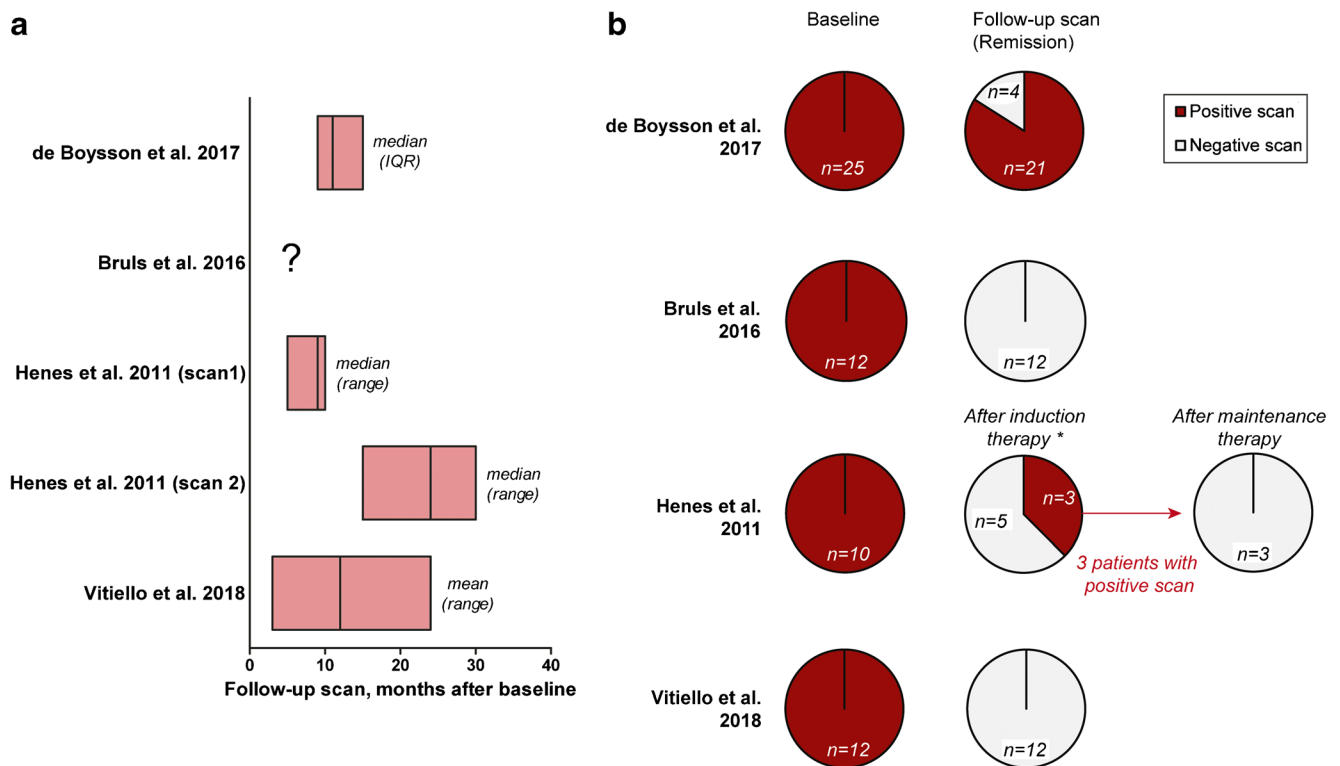 a
de Boysson et al. 2017
median
(IQR)
Bruls et al. 2016
?
Henes et al. 2011 (scan1)
median
(range)
Henes et al. 2011 (scan 2)
median
(range)
Vitiello et al. 2018
mean
(range)
0 10 20 30 40
Follow-up scan, months after baseline
b
Baseline
Follow-up scan
(Remission)
Positive scan
Negative scan
de Boysson et al.
2017
n=25
n=4
n=21
Bruls et al.
2016
n=12
n=12
After induction
therapy *
After maintenance
therapy
Henes et al.
2011
n=10
n=3
n=5
3 patients with
positive scan
n=3
Vitiello et al.
2018
n=12
n=12